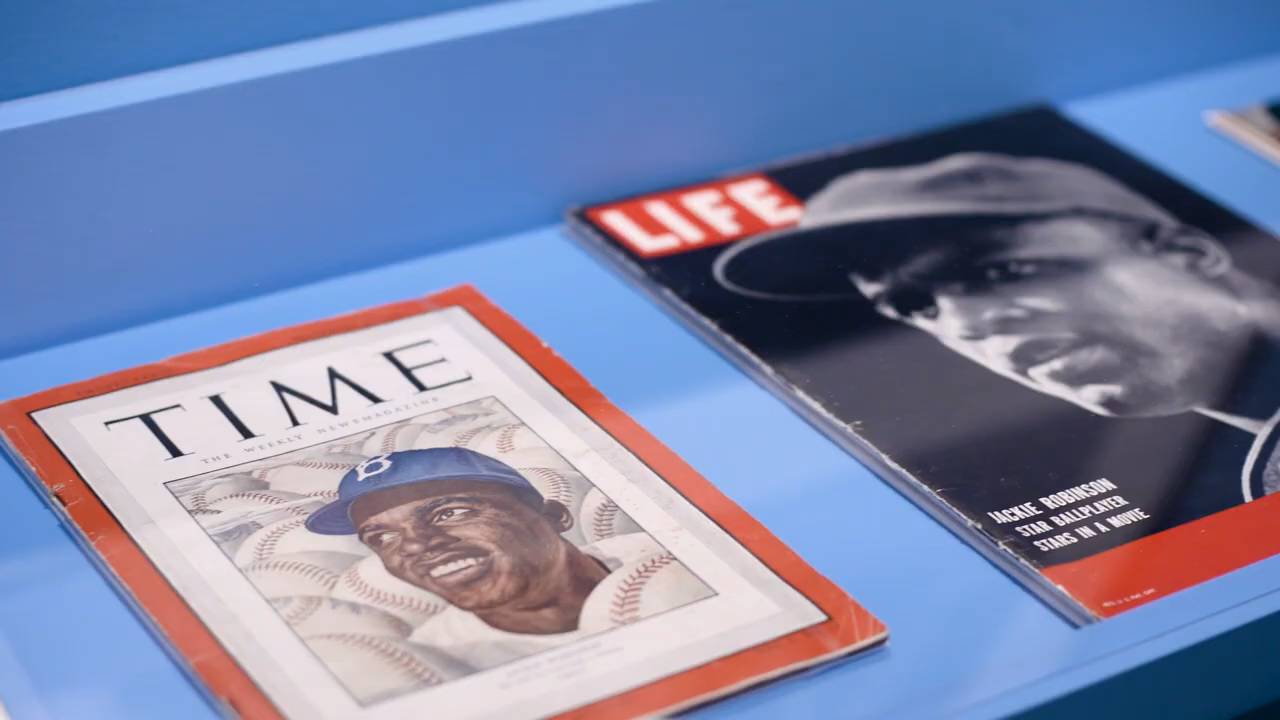 TIME
THE WEEKLY NEWSMAGAZINE
B
LIFE
JACKIE ROBINSON
STAR BALLPLAYER
STARS IN A MOVIE